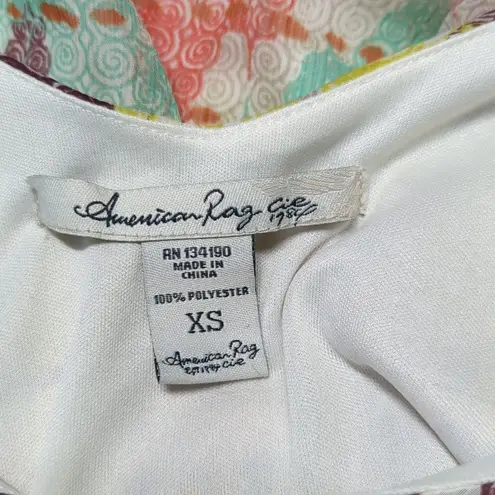 American Rag cie
1984
RN 134190
MADE IN
CHINA
100% POLYESTER
XS
American Rag
EST 1984 cie